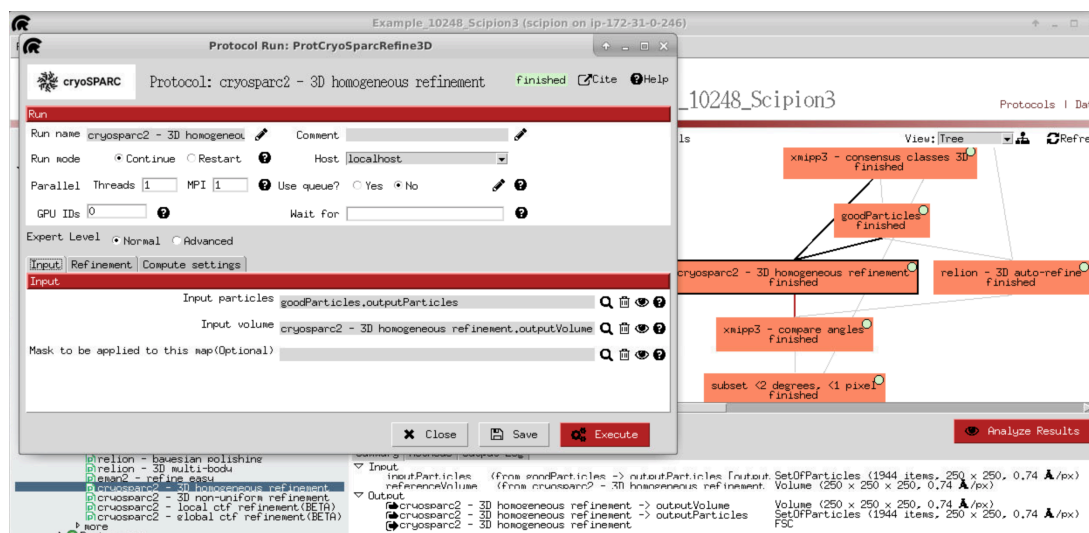 Example_10248_Scipion3 (scipion on ip-172-31-0-246)
Protocol Run: ProtCryoSparcRefine3D
cryoSPARC
Protocol: cryosparc2 - 3D homogeneous refinement
finished
Cite
Help
Run
Run name cryosparc2 - 3D homogeneou
Comment
Run mode Continue Restart
Host localhost
Parallel Threads 1 MPI 1
Use queue? Yes No
GPU IDs 0
Wait for
Expert Level Normal Advanced
Input Refinement Compute settings
Input
Input particles goodParticles.outputParticles
Input volume cryosparc2 - 3D homogeneous refinement.outputVolume
Mask to be applied to this map(Optional)
Close Save Execute
_10248_Scipion3
Protocols | Da
ls
View: Tree
Refre
xmipp3 - consensus classes 3D
finished
goodParticles
finished
cryosparc2 - 3D homogeneous refinement
finished
relion - 3D auto-refine
finished
xmipp3 - compare angles
finished
subset <2 degrees, <1 pixel
finished
Analyze Results
relion - bayesian polishing
relion - 3D multi-body
eman2 - refine easy
cryosparc2 - 3D homogeneous refinement
cryosparc2 - 3D non-uniform refinement
cryosparc2 - local ctf refinement(BETA)
cryosparc2 - global ctf refinement(BETA)
more
Summary Methods Output Log
Input
inputParticles (from goodParticles -> outputParticles [output SetOfParticles (1944 items, 250 x 250, 0.74 Å/px)
referenceVolume (from cryosparc2 - 3D homogeneous refinement. Volume (250 x 250 x 250, 0.74 Å/px)
Output
cryosparc2 - 3D homogeneous refinement -> outputVolume Volume (250 x 250 x 250, 0.74 Å/px)
cryosparc2 - 3D homogeneous refinement -> outputParticles SetOfParticles (1944 items, 250 x 250, 0.74 Å/px)
cryosparc2 - 3D homogeneous refinement FSC